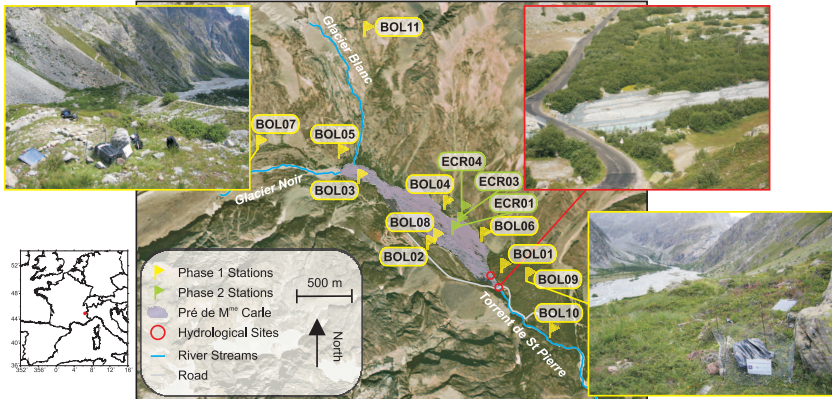 BOL11
Glacier Blanc
BOL07
BOL05
ECR04
BOL04
ECR03
BOL03
Glacier Noir
ECR01
BOL08
BOL06
BOL02
BOL01
BOL09
BOL10
Torrent de St Pierre
Phase 1 Stations
Phase 2 Stations
Pré de Mme Carle
Hydrological Sites
River Streams
Road
500 m
North
52
48
44
40
36
352 356 0 4 8 12 16